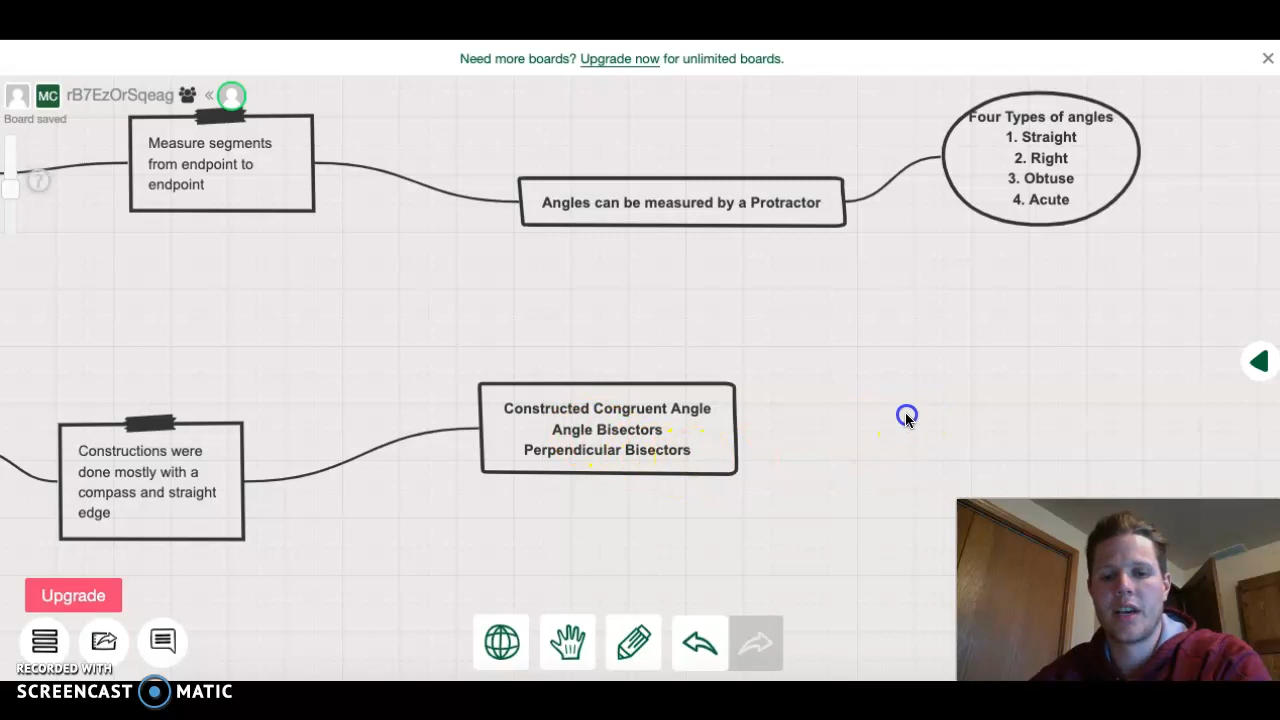 Need more boards? Upgrade now for unlimited boards.
MC rB7EzOrSqeag
Board saved
Measure segments
from endpoint to
endpoint
Angles can be measured by a Protractor
Four Types of angles
1. Straight
2. Right
3. Obtuse
4. Acute
Constructions were
done mostly with a
compass and straight
edge
Constructed Congruent Angle
Angle Bisectors
Perpendicular Bisectors
Upgrade
RECORDED WITH
SCREENCAST MATIC